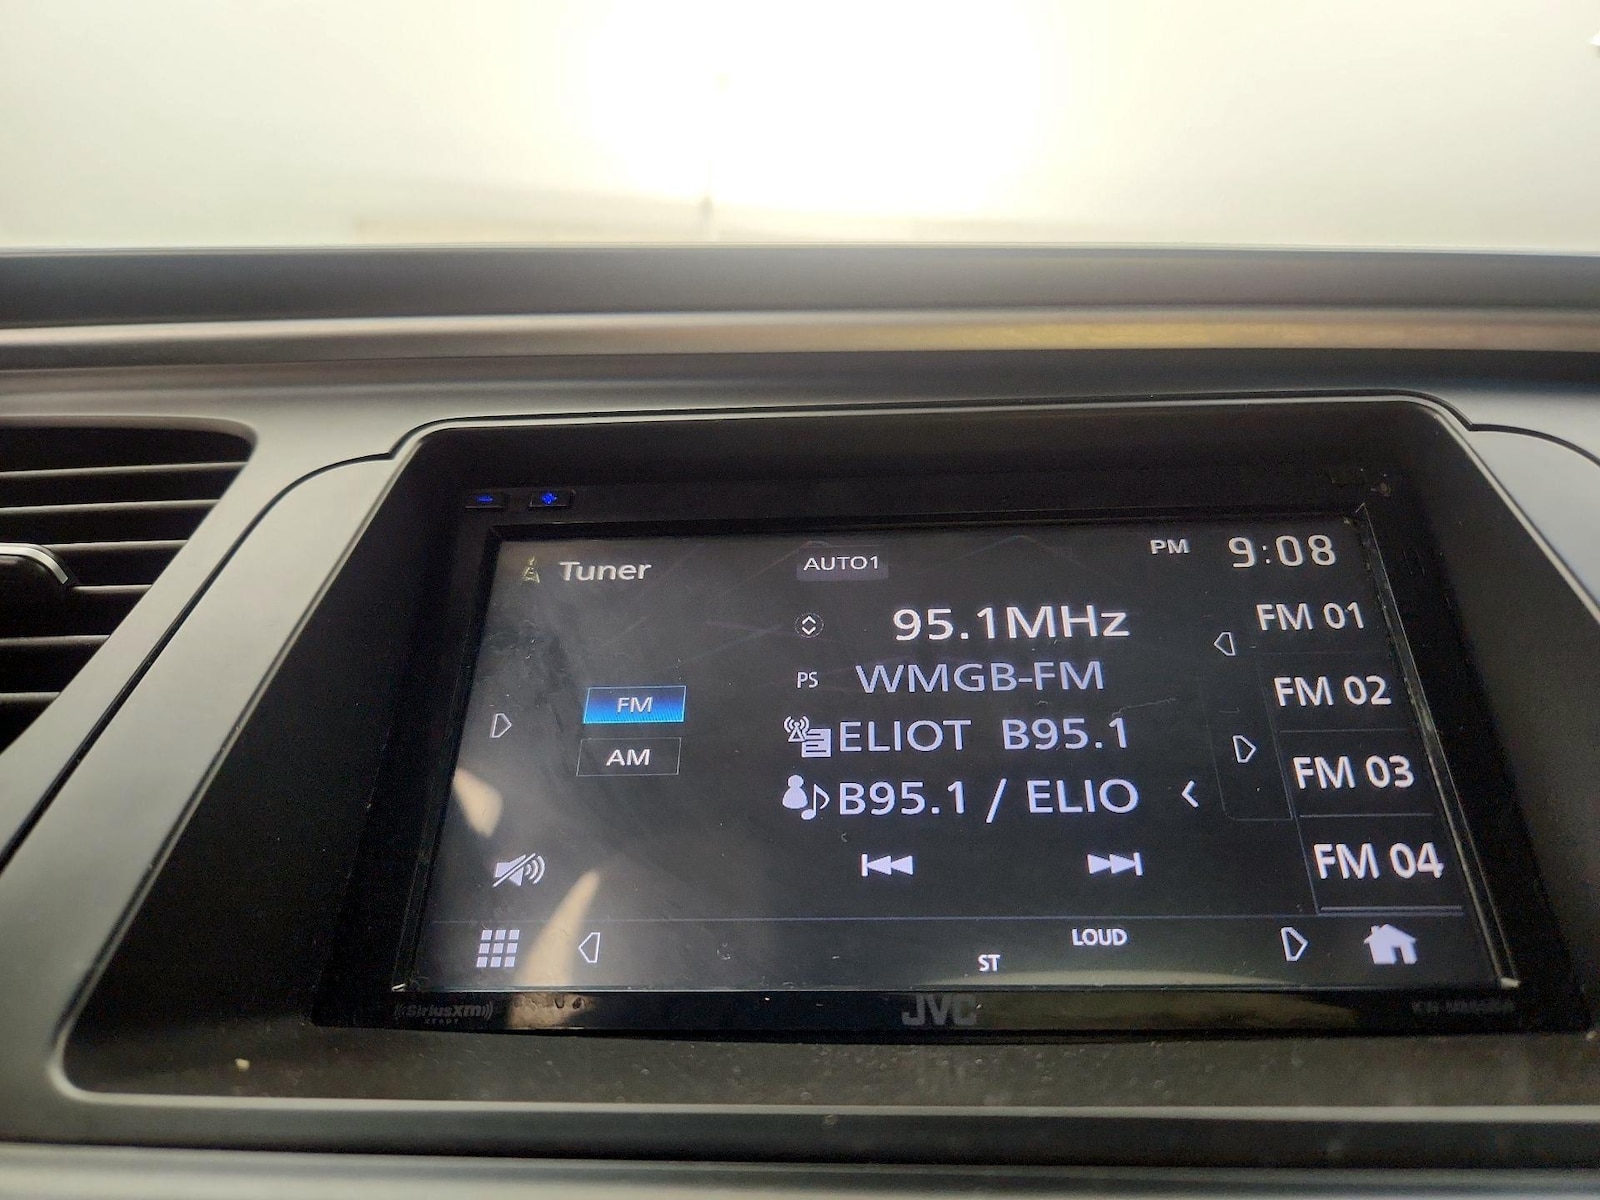 Tuner
AUTO1
PM 9:08
95.1MHz
PS WMGB-FM
ELIOT B95.1
B95.1 / ELIO
FM
AM
FM 01
FM 02
FM 03
FM 04
LOUD
ST
SiriusXM
JVC